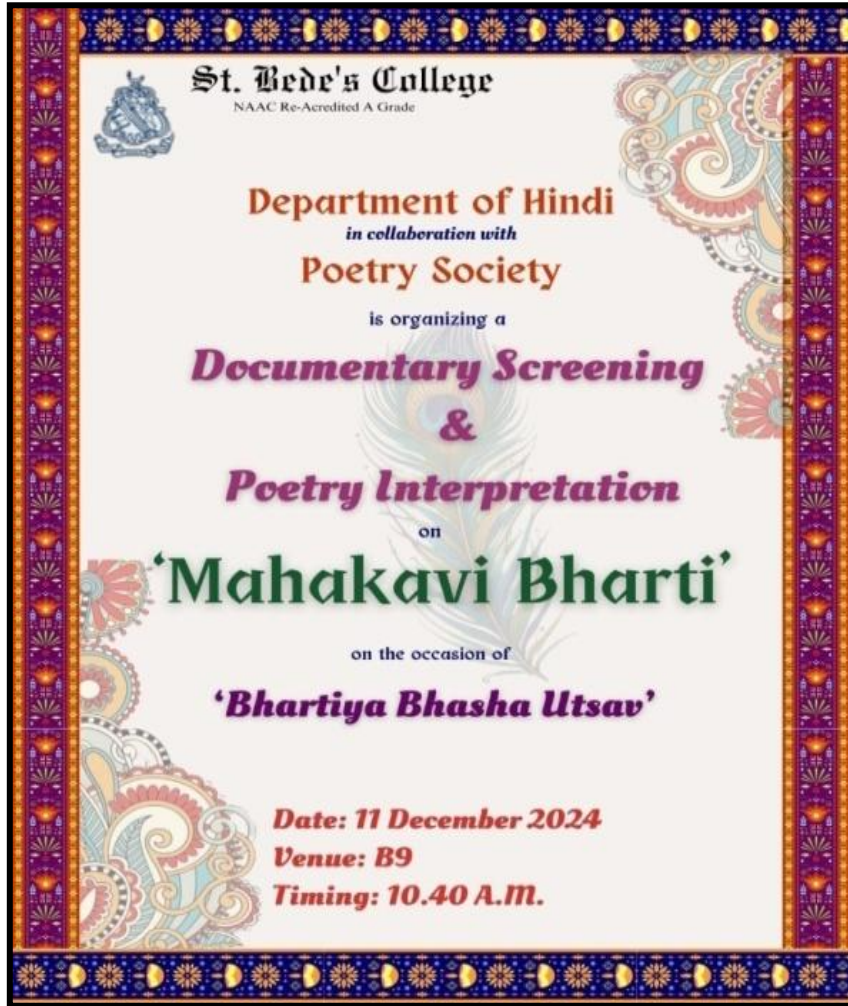 St. Bede's College
NAAC Re-Acredited A Grade
Department of Hindi
in collaboration with
Poetry Society
is organizing a
Documentary Screening
&
Poetry Interpretation
on
‘Mahakavi Bharti’
on the occasion of
‘Bhartiya Bhasha Utsav’
Date: 11 December 2024
Venue: B9
Timing: 10.40 A.M.